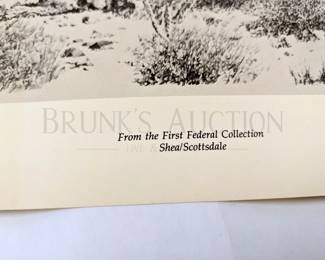 BRUNK'S AUCTION
From the First Federal Collection
Shea/Scottsdale